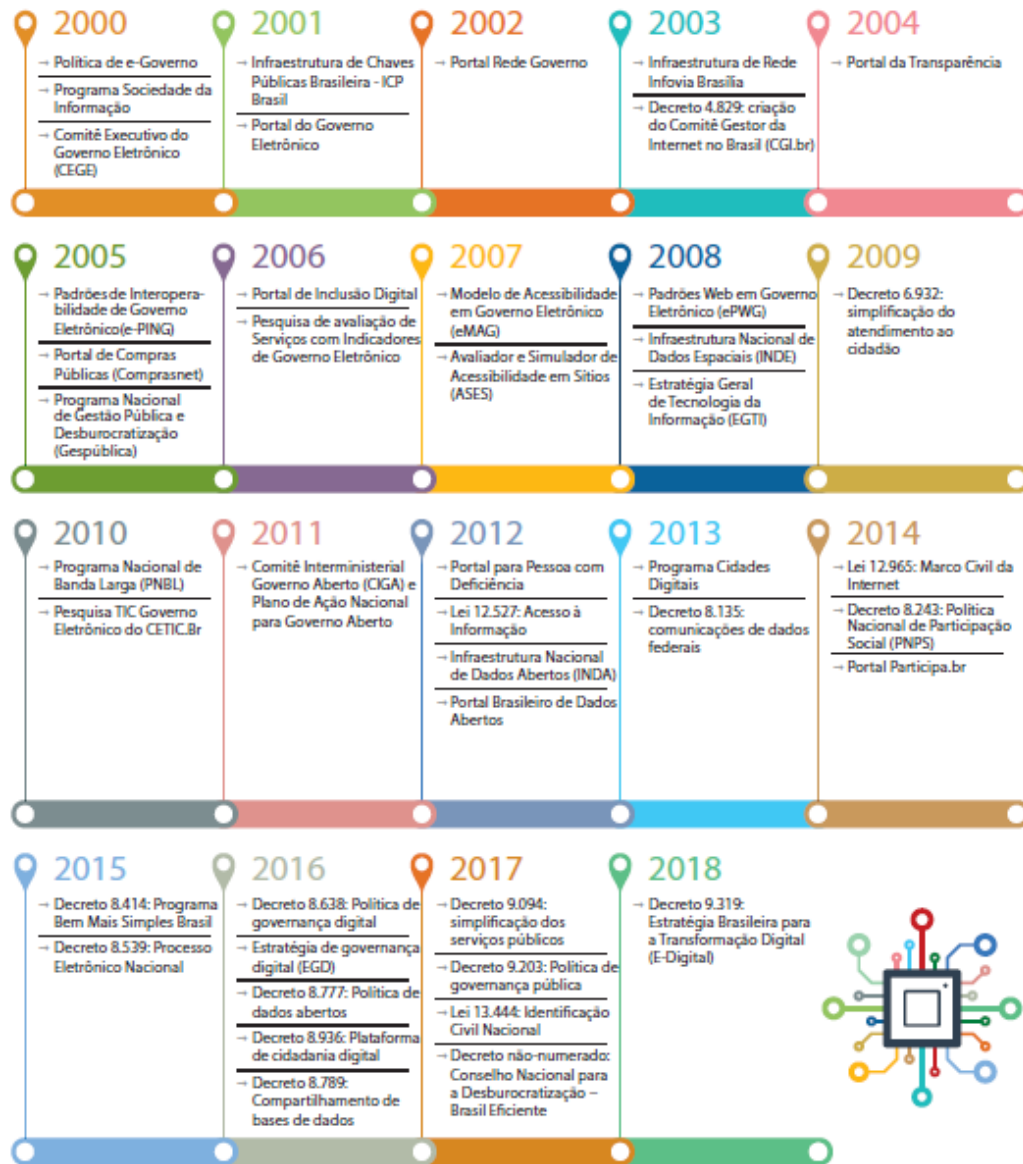 2000
→ Política de e-Governo
→ Programa Sociedade da
Informação
→ Comitê Executivo do
Governo Eletrônico
(CEGE)
2001
→ Infraestrutura de Chaves
Públicas Brasileira - ICP
Brasil
→ Portal do Governo
Eletrônico
2002
→ Portal Rede Governo
2003
→ Infraestrutura de Rede
Infovia Brasília
→ Decreto 4.829: criação
do Comitê Gestor da
Internet no Brasil (CGI.br)
2004
→ Portal da Transparência
2005
→ Padrões de Interopera-
bilidade de Governo
Eletrônico(e-PING)
→ Portal de Compras
Públicas (Comprasnet)
→ Programa Nacional
de Gestão Pública e
Desburocratização
(Gespública)
2006
→ Portal de Inclusão Digital
→ Pesquisa de avaliação de
Serviços com Indicadores
de Governo Eletrônico
2007
→ Modelo de Acessibilidade
em Governo Eletrônico
(eMAG)
→ Avaliador e Simulador de
Acessibilidade em Sítios
(ASES)
2008
→ Padrões Web em Governo
Eletrônico (ePWG)
→ Infraestrutura Nacional de
Dados Espaciais (INDE)
→ Estratégia Geral
de Tecnologia da
Informação (EGTI)
2009
→ Decreto 6.932:
simplificação do
atendimento ao
cidadão
2010
→ Programa Nacional de
Banda Larga (PNBL)
→ Pesquisa TIC Governo
Eletrônico do CETIC.Br
2011
→ Comitê Interministerial
Governo Aberto (CIGA) e
Plano de Ação Nacional
para Governo Aberto
2012
→ Portal para Pessoa com
Deficiência
→ Lei 12.527: Acesso à
Informação
→ Infraestrutura Nacional
de Dados Abertos (INDA)
→ Portal Brasileiro de Dados
Abertos
2013
→ Programa Cidades
Digitais
→ Decreto 8.135:
comunicações de dados
federais
2014
→ Lei 12.965: Marco Civil da
Internet
→ Decreto 8.243: Política
Nacional de Participação
Social (PNPS)
→ Portal Participa.br
2015
→ Decreto 8.414: Programa
Bem Mais Simples Brasil
→ Decreto 8.539: Processo
Eletrônico Nacional
2016
→ Decreto 8.638: Política de
governança digital
→ Estratégia de governança
digital (EGD)
→ Decreto 8.777: Política de
dados abertos
→ Decreto 8.936: Plataforma
de cidadania digital
→ Decreto 8.789:
Compartilhamento de
bases de dados
2017
→ Decreto 9.094:
simplificação dos
serviços públicos
→ Decreto 9.203: Política de
governança pública
→ Lei 13.444: Identificação
Civil Nacional
→ Decreto não-numerado:
Conselho Nacional para
a Desburocratização –
Brasil Eficiente
2018
→ Decreto 9.319:
Estratégia Brasileira para
a Transformação Digital
(E-Digital)